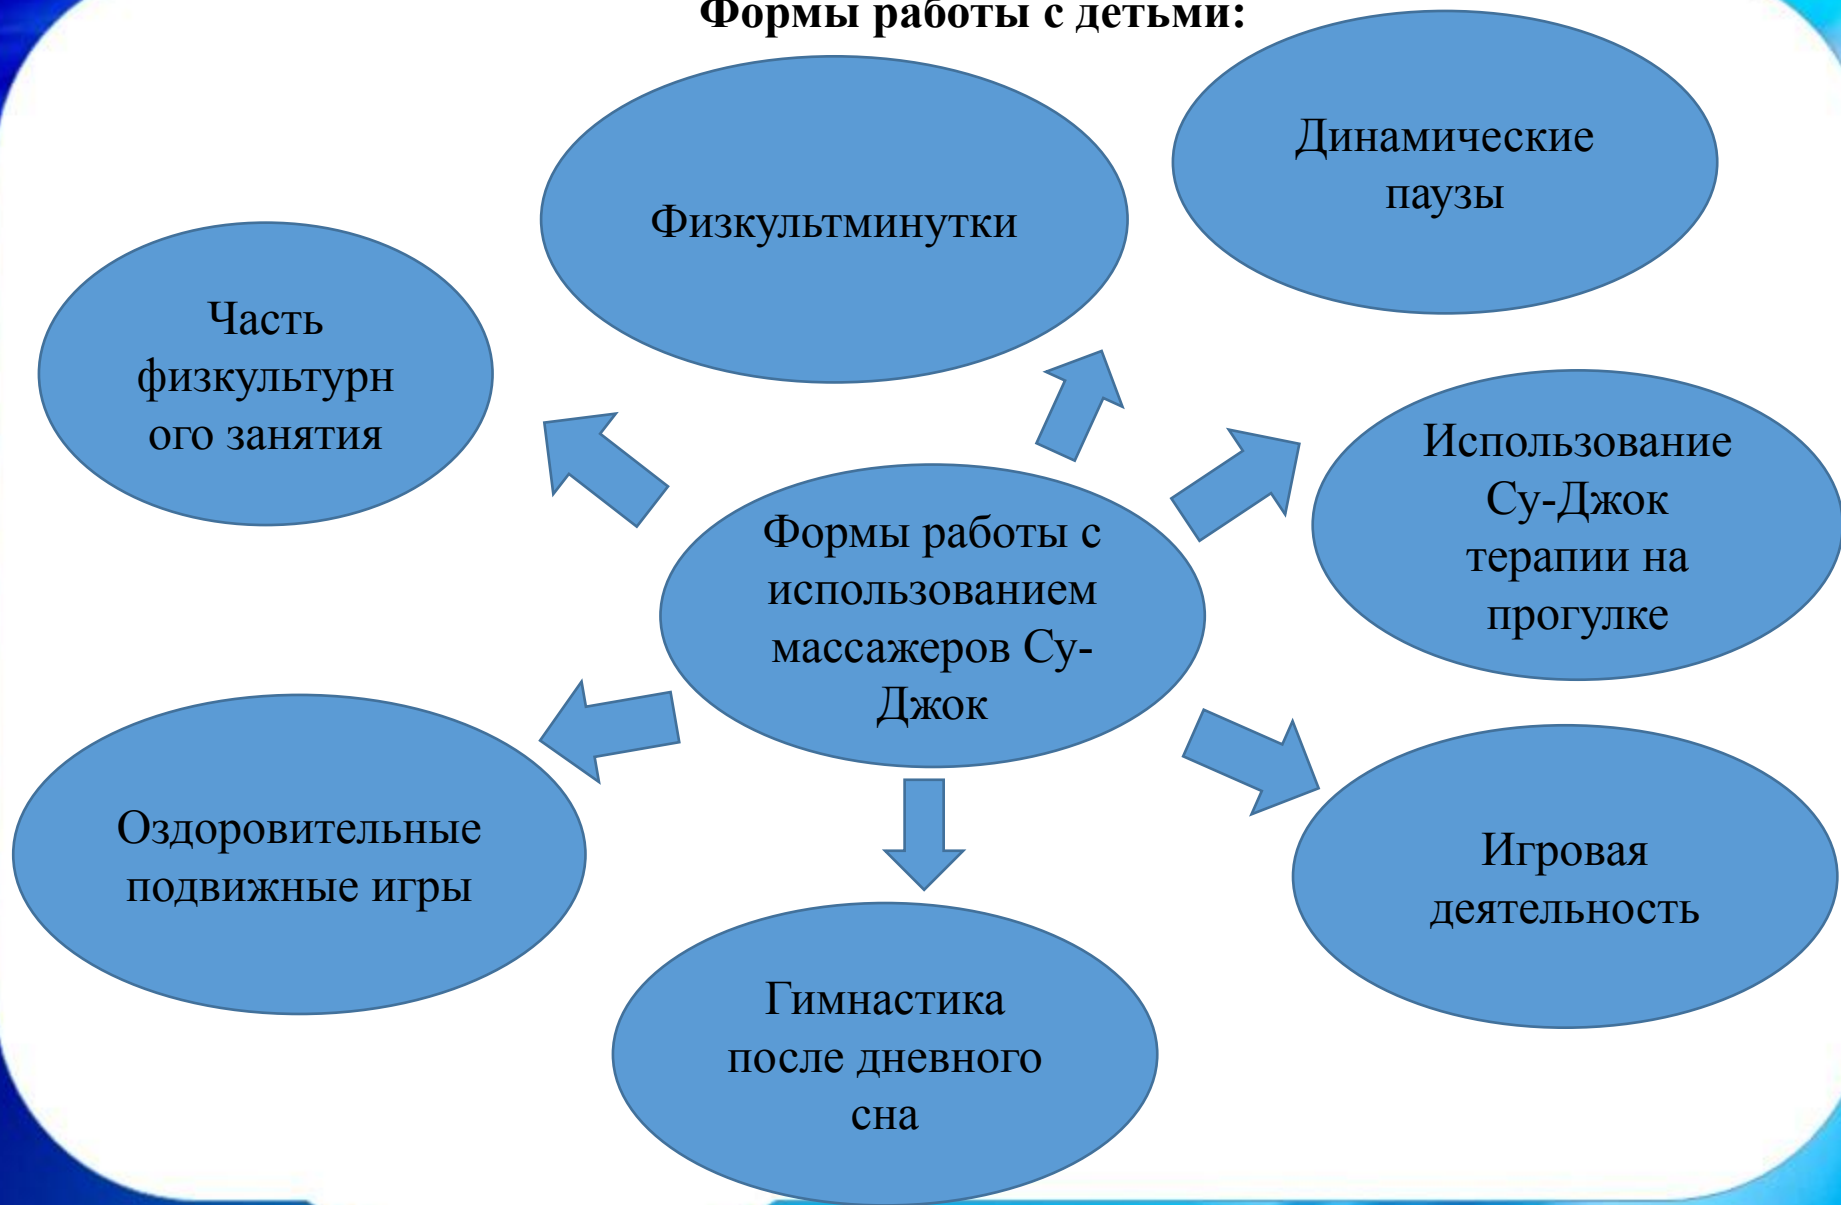 Формы работы с детьми:
Динамические
паузы
Физкультминутки
Часть
физкультурн
ого занятия
Использование
Су-Джок
терапии на
прогулке
Формы работы с
использованием
массажеров Су-
Джок
Оздоровительные
подвижные игры
Игровая
деятельность
Гимнастика
после дневного
сна